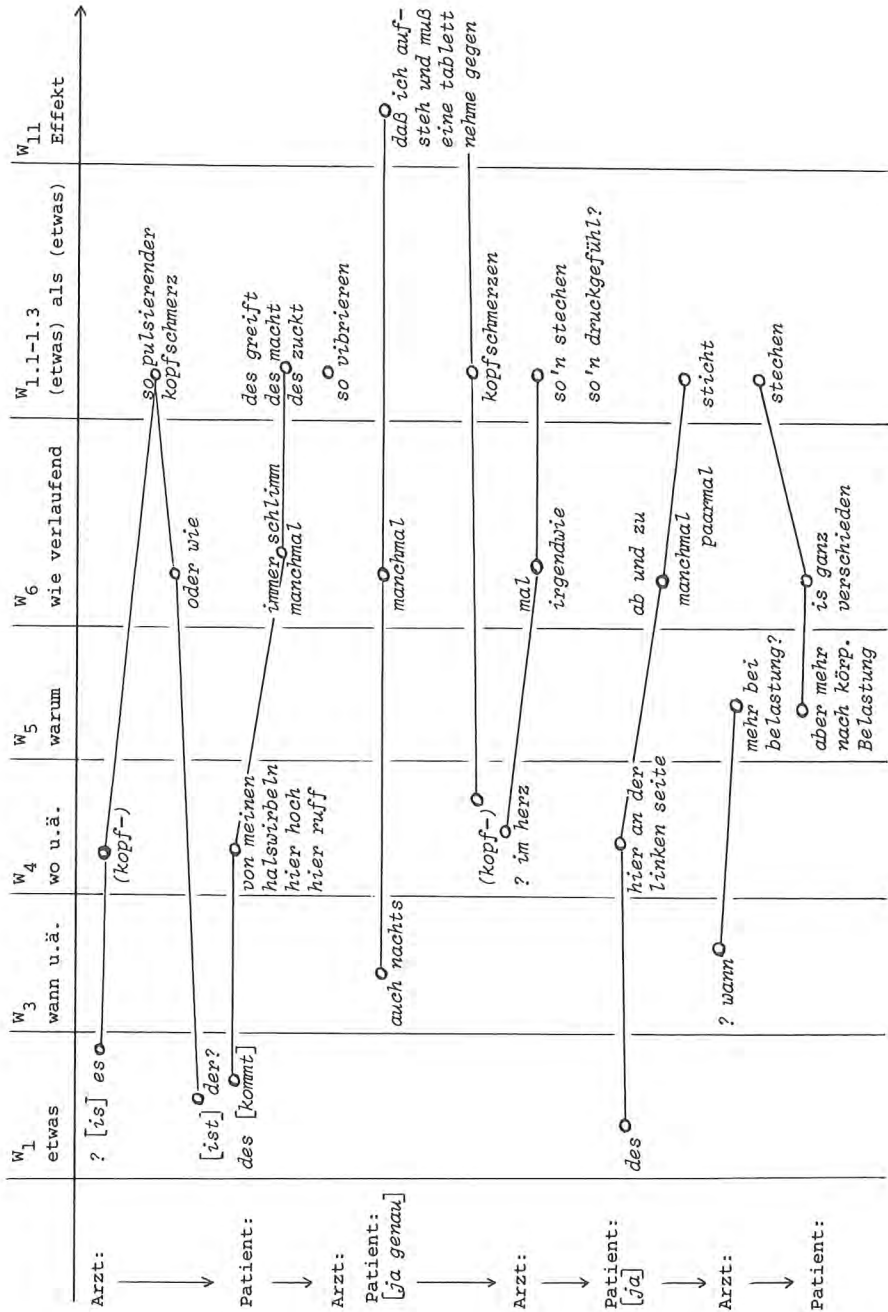 W1 W3 W4 W5 W6 W1.1-1.3 W11
etwas wann u.ä. wo u.ä. warum wie verlaufend (etwas) als (etwas) Effekt
Arzt: ? [is] es (kopf-) so pulsierender
kopfschmerz
[ist] der? oder wie
Patient: des [kommt] von meinen immer schlimm des greift
halswirbeln manchmal des macht
hier hoch des zuckt
hier ruff
Arzt: so vibrieren
Patient: auch nachts manchmal daß ich auf-
[ja genau] steh und muß
eine tablett
nehme gegen
(kopf-) kopfschmerzen
Arzt: ? im herz mal so'n stechen
irgendwie so'n druckgefühl?
Patient: des hier an der ab und zu sticht
[ja] linken seite manchmal
paarmal
Arzt: ? wann mehr bei stechen
belastung?
Patient: aber mehr is ganz
nach körp. verschieden
Belastung